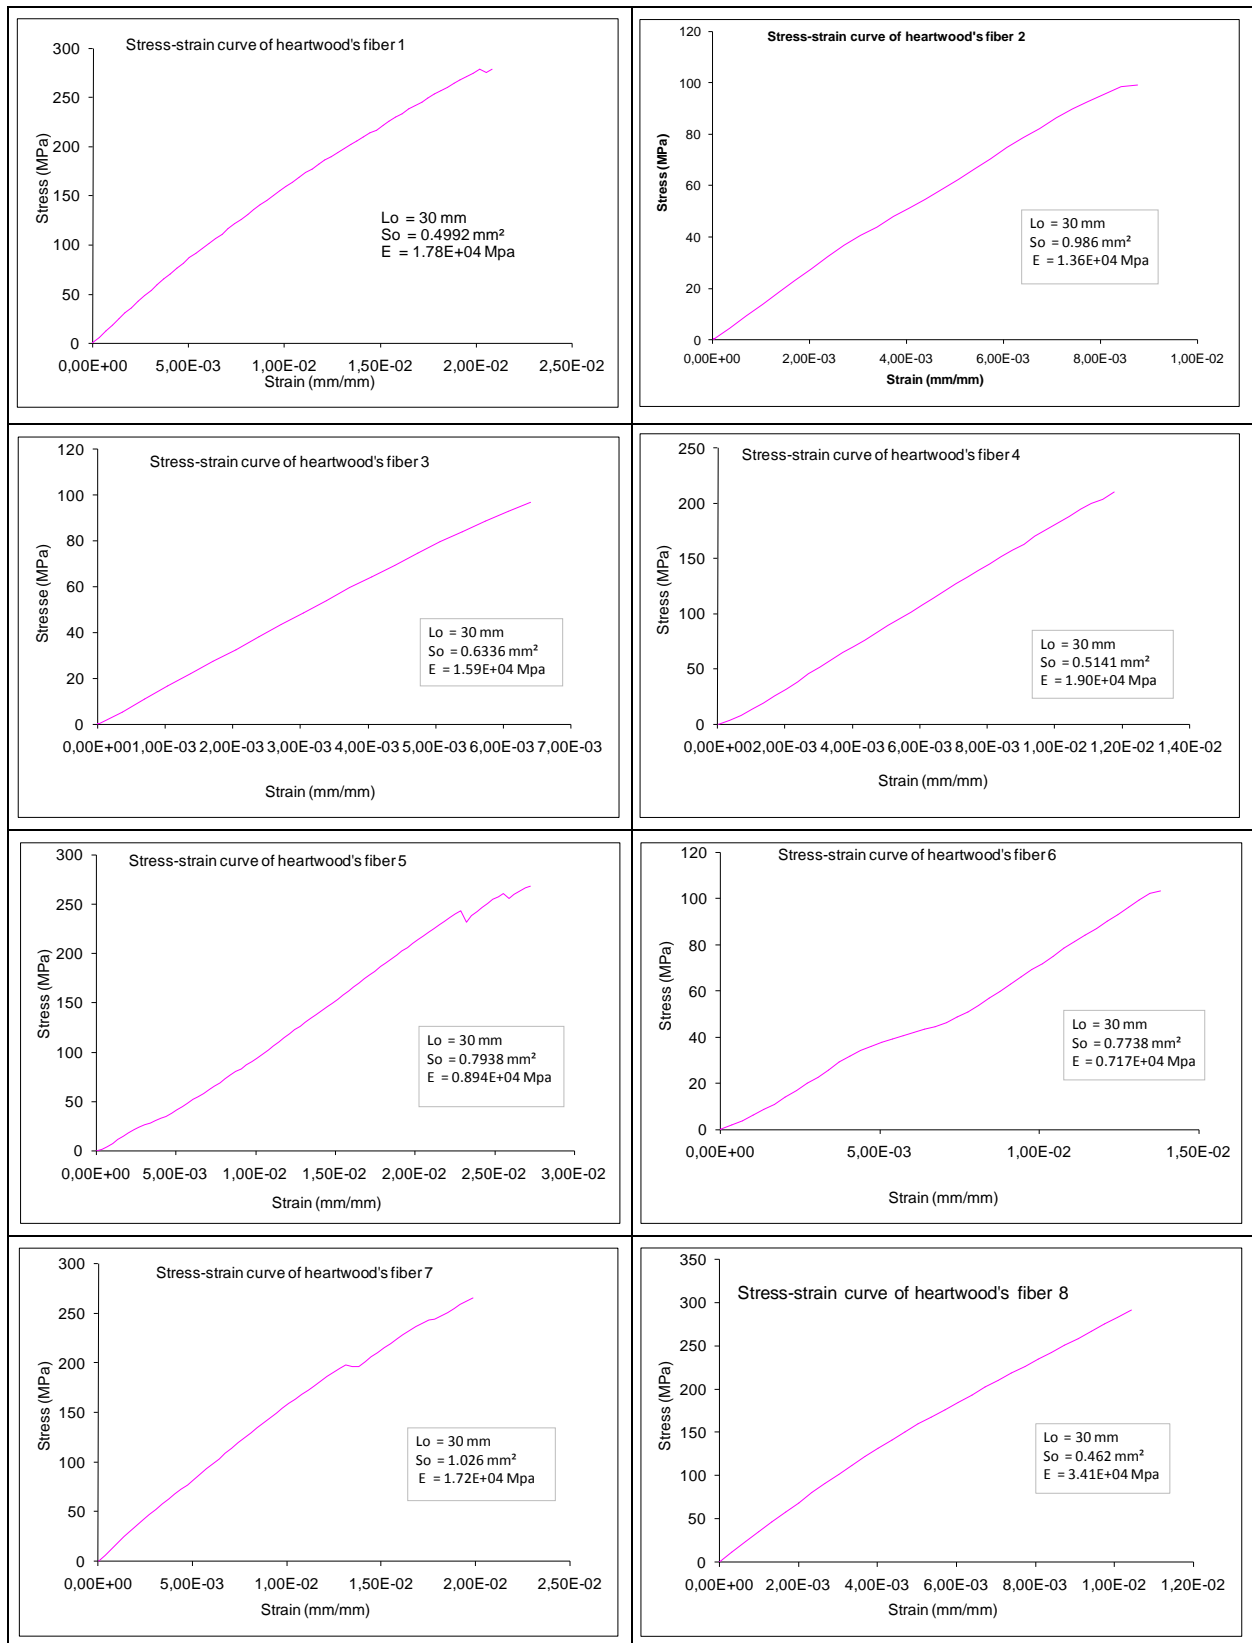 Stress-strain curve of heartwood's fiber 1
300
250
200
150
100
50
0
Stress (MPa)
Lo = 30 mm
So = 0.4992 mm²
E = 1.78E+04 Mpa
0,00E+00 5,00E-03 1,00E-02 1,50E-02 2,00E-02 2,50E-02
Strain (mm/mm)
Stress-strain curve of heartwood's fiber 2
120
100
80
60
40
20
0
Stress (MPa)
Lo = 30 mm
So = 0.986 mm²
E = 1.36E+04 Mpa
0,00E+00 2,00E-03 4,00E-03 6,00E-03 8,00E-03 1,00E-02
Strain (mm/mm)
Stress-strain curve of heartwood's fiber 3
120
100
80
60
40
20
0
Stresse (MPa)
Lo = 30 mm
So = 0.6336 mm²
E = 1.59E+04 Mpa
0,00E+001,00E-03 2,00E-03 3,00E-03 4,00E-03 5,00E-03 6,00E-03 7,00E-03
Strain (mm/mm)
Stress-strain curve of heartwood's fiber 4
250
200
150
100
50
0
Stress (MPa)
Lo = 30 mm
So = 0.5141 mm²
E = 1.90E+04 Mpa
0,00E+002,00E-03 4,00E-03 6,00E-03 8,00E-03 1,00E-02 1,20E-02 1,40E-02
Strain (mm/mm)
Stress-strain curve of heartwood's fiber 5
300
250
200
150
100
50
0
Stress (MPa)
Lo = 30 mm
So = 0.7938 mm²
E = 0.894E+04 Mpa
0,00E+00 5,00E-03 1,00E-02 1,50E-02 2,00E-02 2,50E-02 3,00E-02
Strain (mm/mm)
Stress-strain curve of heartwood's fiber 6
120
100
80
60
40
20
0
Stress (MPa)
Lo = 30 mm
So = 0.7738 mm²
E = 0.717E+04 Mpa
0,00E+00 5,00E-03 1,00E-02 1,50E-02
Strain (mm/mm)
Stress-strain curve of heartwood's fiber 7
300
250
200
150
100
50
0
Stress (MPa)
Lo = 30 mm
So = 1.026 mm²
E = 1.72E+04 Mpa
0,00E+00 5,00E-03 1,00E-02 1,50E-02 2,00E-02 2,50E-02
Strain (mm/mm)
Stress-strain curve of heartwood's fiber 8
350
300
250
200
150
100
50
0
Stress (MPa)
Lo = 30 mm
So = 0.462 mm²
E = 3.41E+04 Mpa
0,00E+00 2,00E-03 4,00E-03 6,00E-03 8,00E-03 1,00E-02 1,20E-02
Strain (mm/mm)